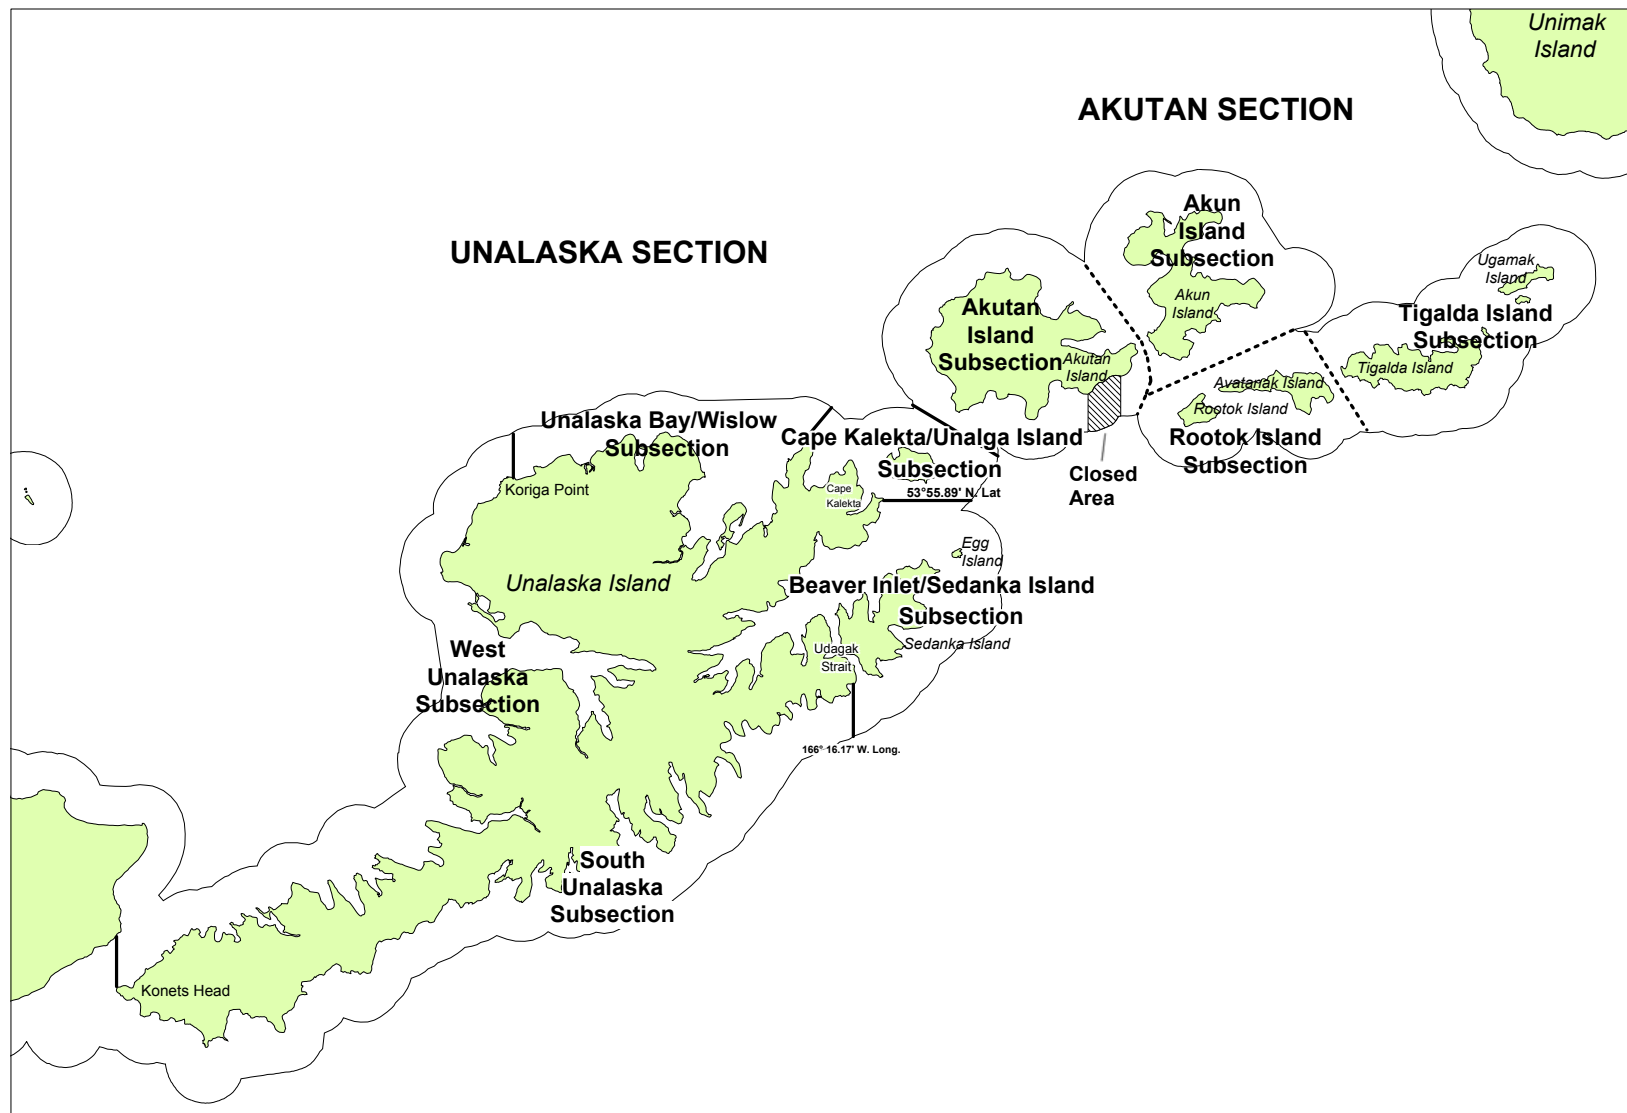 Unimak
Island
AKUTAN SECTION
Akun
Island
Subsection
UNALASKA SECTION
Ugamak
Island
Akun
Island
Akutan
Island
Subsection
Tigalda Island
Subsection
Akutan
Island
Tigalda Island
Avatanak Island
Rootok Island
Rootok Island
Subsection
Unalaska Bay/Wislow
Subsection
Cape Kalekta/Unalga Island
Subsection
Closed
Area
Koriga Point
Cape
Kalekta
53°55.89' N. Lat
Egg
Island
Unalaska Island
Beaver Inlet/Sedanka Island
Subsection
Sedanka Island
Udagak
Strait
West
Unalaska
Subsection
166° 16.17' W. Long.
South
Unalaska
Subsection
Konets Head